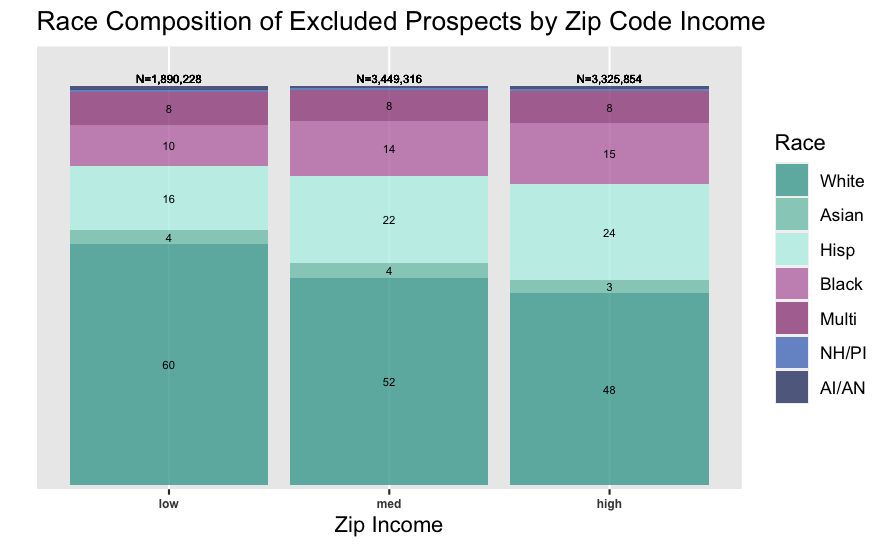 Race Composition of Excluded Prospects by Zip Code Income
N=1,890,228 N=3,449,316 N=3,325,854
8 8 8
10 14 15
16 22 24
4 4 3
60 52 48
low med high
Zip Income
Race
White
Asian
Hisp
Black
Multi
NH/PI
AI/AN